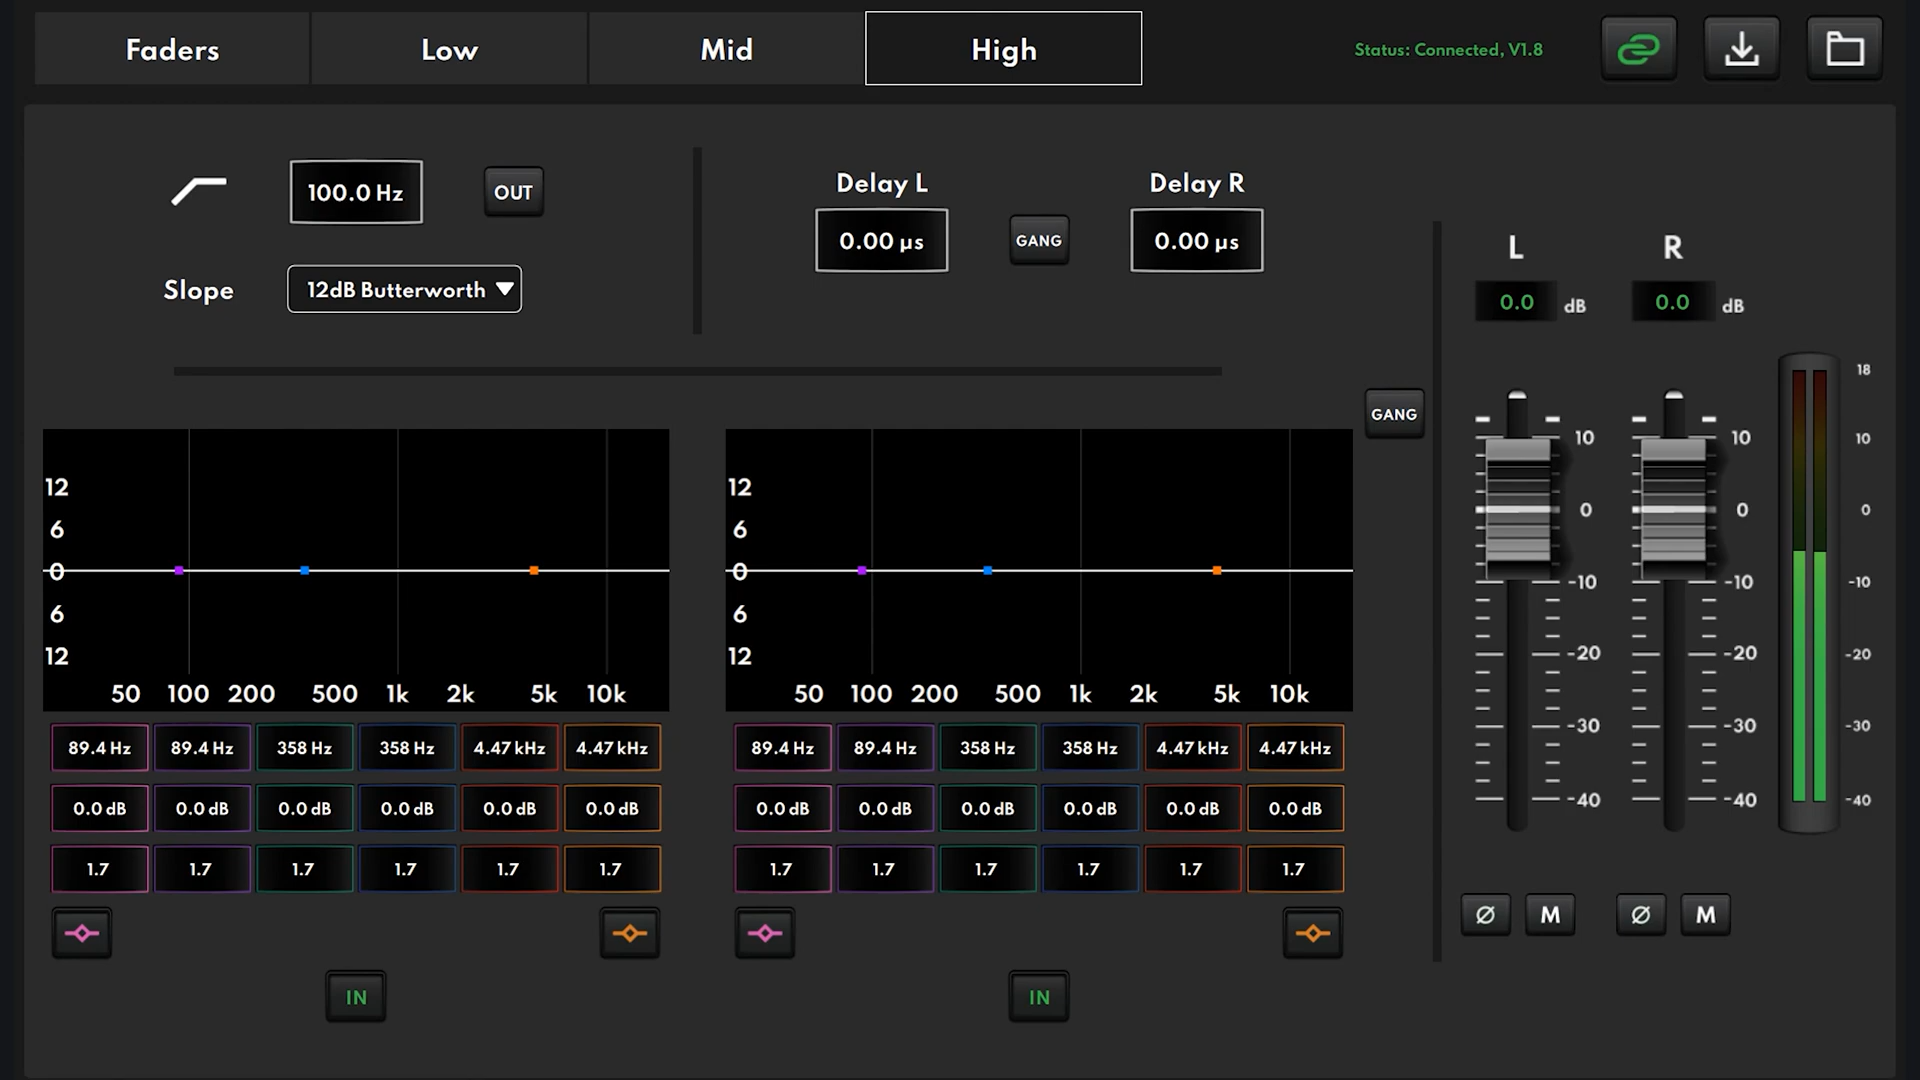 Faders Low Mid High Status: Connected, V1.8
100.0 Hz OUT
Slope 12dB Butterworth
Delay L Delay R
0.00 µs GANG 0.00 µs
L R
0.0 dB 0.0 dB
GANG
12
6
0
6
12
50 100 200 500 1k 2k 5k 10k
89.4 Hz 89.4 Hz 358 Hz 358 Hz 4.47 kHz 4.47 kHz
0.0 dB 0.0 dB 0.0 dB 0.0 dB 0.0 dB 0.0 dB
1.7 1.7 1.7 1.7 1.7 1.7
IN
12
6
0
6
12
50 100 200 500 1k 2k 5k 10k
89.4 Hz 89.4 Hz 358 Hz 358 Hz 4.47 kHz 4.47 kHz
0.0 dB 0.0 dB 0.0 dB 0.0 dB 0.0 dB 0.0 dB
1.7 1.7 1.7 1.7 1.7 1.7
IN
18
10 10 10
0 0 0
-10 -10 -10
-20 -20 -20
-30 -30 -30
-40 -40 -40
Ø M Ø M